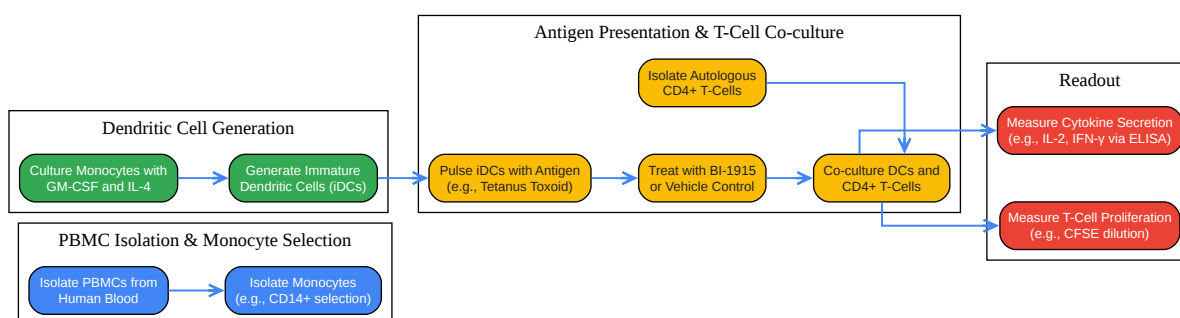 Antigen Presentation & T-Cell Co-culture
Isolate Autologous
CD4+ T-Cells
Readout
Measure Cytokine Secretion
(e.g., IL-2, IFN-γ via ELISA)
Dendritic Cell Generation
Culture Monocytes with
GM-CSF and IL-4
Generate Immature
Dendritic Cells (iDCs)
Pulse iDCs with Antigen
(e.g., Tetanus Toxoid)
Treat with BI-1915
or Vehicle Control
Co-culture DCs and
CD4+ T-Cells
Measure T-Cell Proliferation
(e.g., CFSE dilution)
PBMC Isolation & Monocyte Selection
Isolate PBMCs from
Human Blood
Isolate Monocytes
(e.g., CD14+ selection)